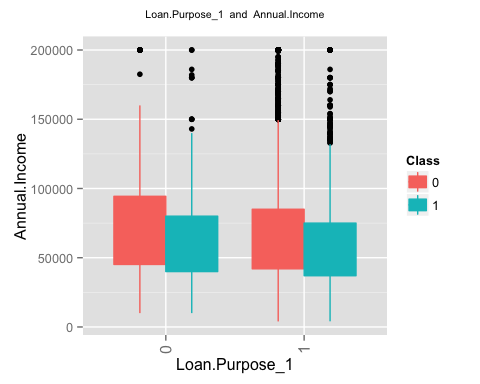 Loan.Purpose_1 and Annual.Income
200000
150000
100000
50000
0
Annual.Income
0
1
Loan.Purpose_1
Class
0
1